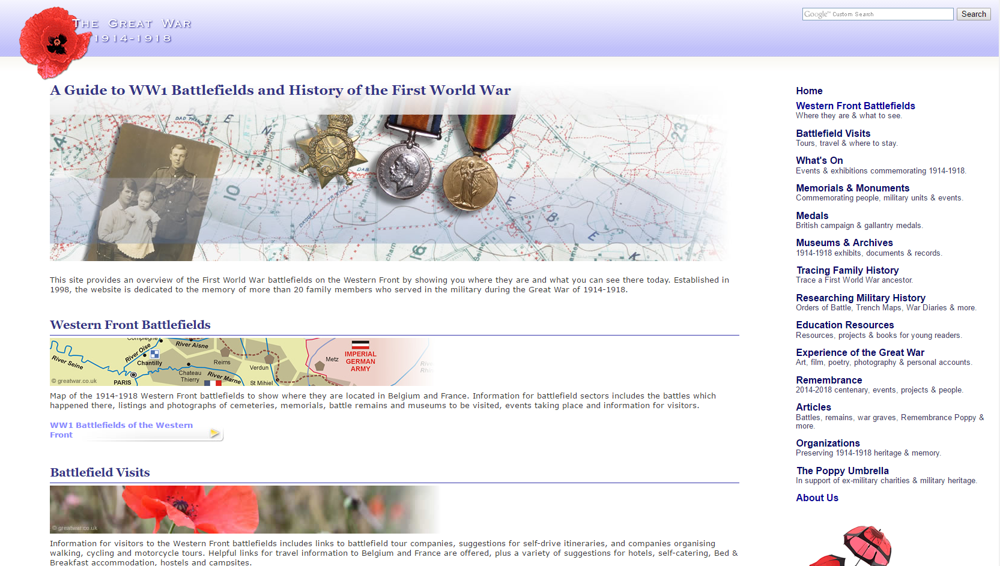 The Great War
1914-1918
Google™ Custom Search
Search
A Guide to WW1 Battlefields and History of the First World War
DAD TRENCH
Waterfields
August
Tyne Cot
23
4
E
N
10
DAB
TRENCH
DAGGER
Ham
Marne
E
B
E
K
16
cham
This site provides an overview of the First World War battlefields on the Western Front by showing you where they are and what you can see there today. Established in
1998, the website is dedicated to the memory of more than 20 family members who served in the military during the Great War of 1914-1918.
Western Front Battlefields
Compiegne
River Oise
River Aisne
River Seine
Chantilly
Reims
Verdun
Metz
IMPERIAL
GERMAN
ARMY
Chateau
Thierry
River Marne
St Mihiel
PARIS
© greatwar.co.uk
Map of the 1914-1918 Western Front battlefields to show where they are located in Belgium and France. Information for battlefield sectors includes the battles which
happened there, listings and photographs of cemeteries, memorials, battle remains and museums to be visited, events taking place and information for visitors.
WW1 Battlefields of the Western
Front
Battlefield Visits
© greatwar.co.uk
Information for visitors to the Western Front battlefields includes links to battlefield tour companies, suggestions for self-drive itineraries, and companies organising
walking, cycling and motorcycle tours. Helpful links for travel information to Belgium and France are offered, plus a variety of suggestions for hotels, self-catering, Bed &
Breakfast accommodation, hostels and campsites.
Home
Western Front Battlefields
Where they are & what to see.
Battlefield Visits
Tours, travel & where to stay.
What's On
Events & exhibitions commemorating 1914-1918.
Memorials & Monuments
Commemorating people, military units & events.
Medals
British campaign & gallantry medals.
Museums & Archives
1914-1918 exhibits, documents & records.
Tracing Family History
Trace a First World War ancestor.
Researching Military History
Orders of Battle, Trench Maps, War Diaries & more.
Education Resources
Resources, projects & books for young readers.
Experience of the Great War
Art, film, poetry, photography & personal accounts.
Remembrance
2014-2018 centenary, events, projects & people.
Articles
Battles, remains, war graves, Remembrance Poppy &
more.
Organizations
Preserving 1914-1918 heritage & memory.
The Poppy Umbrella
In support of ex-military charities & military heritage.
About Us